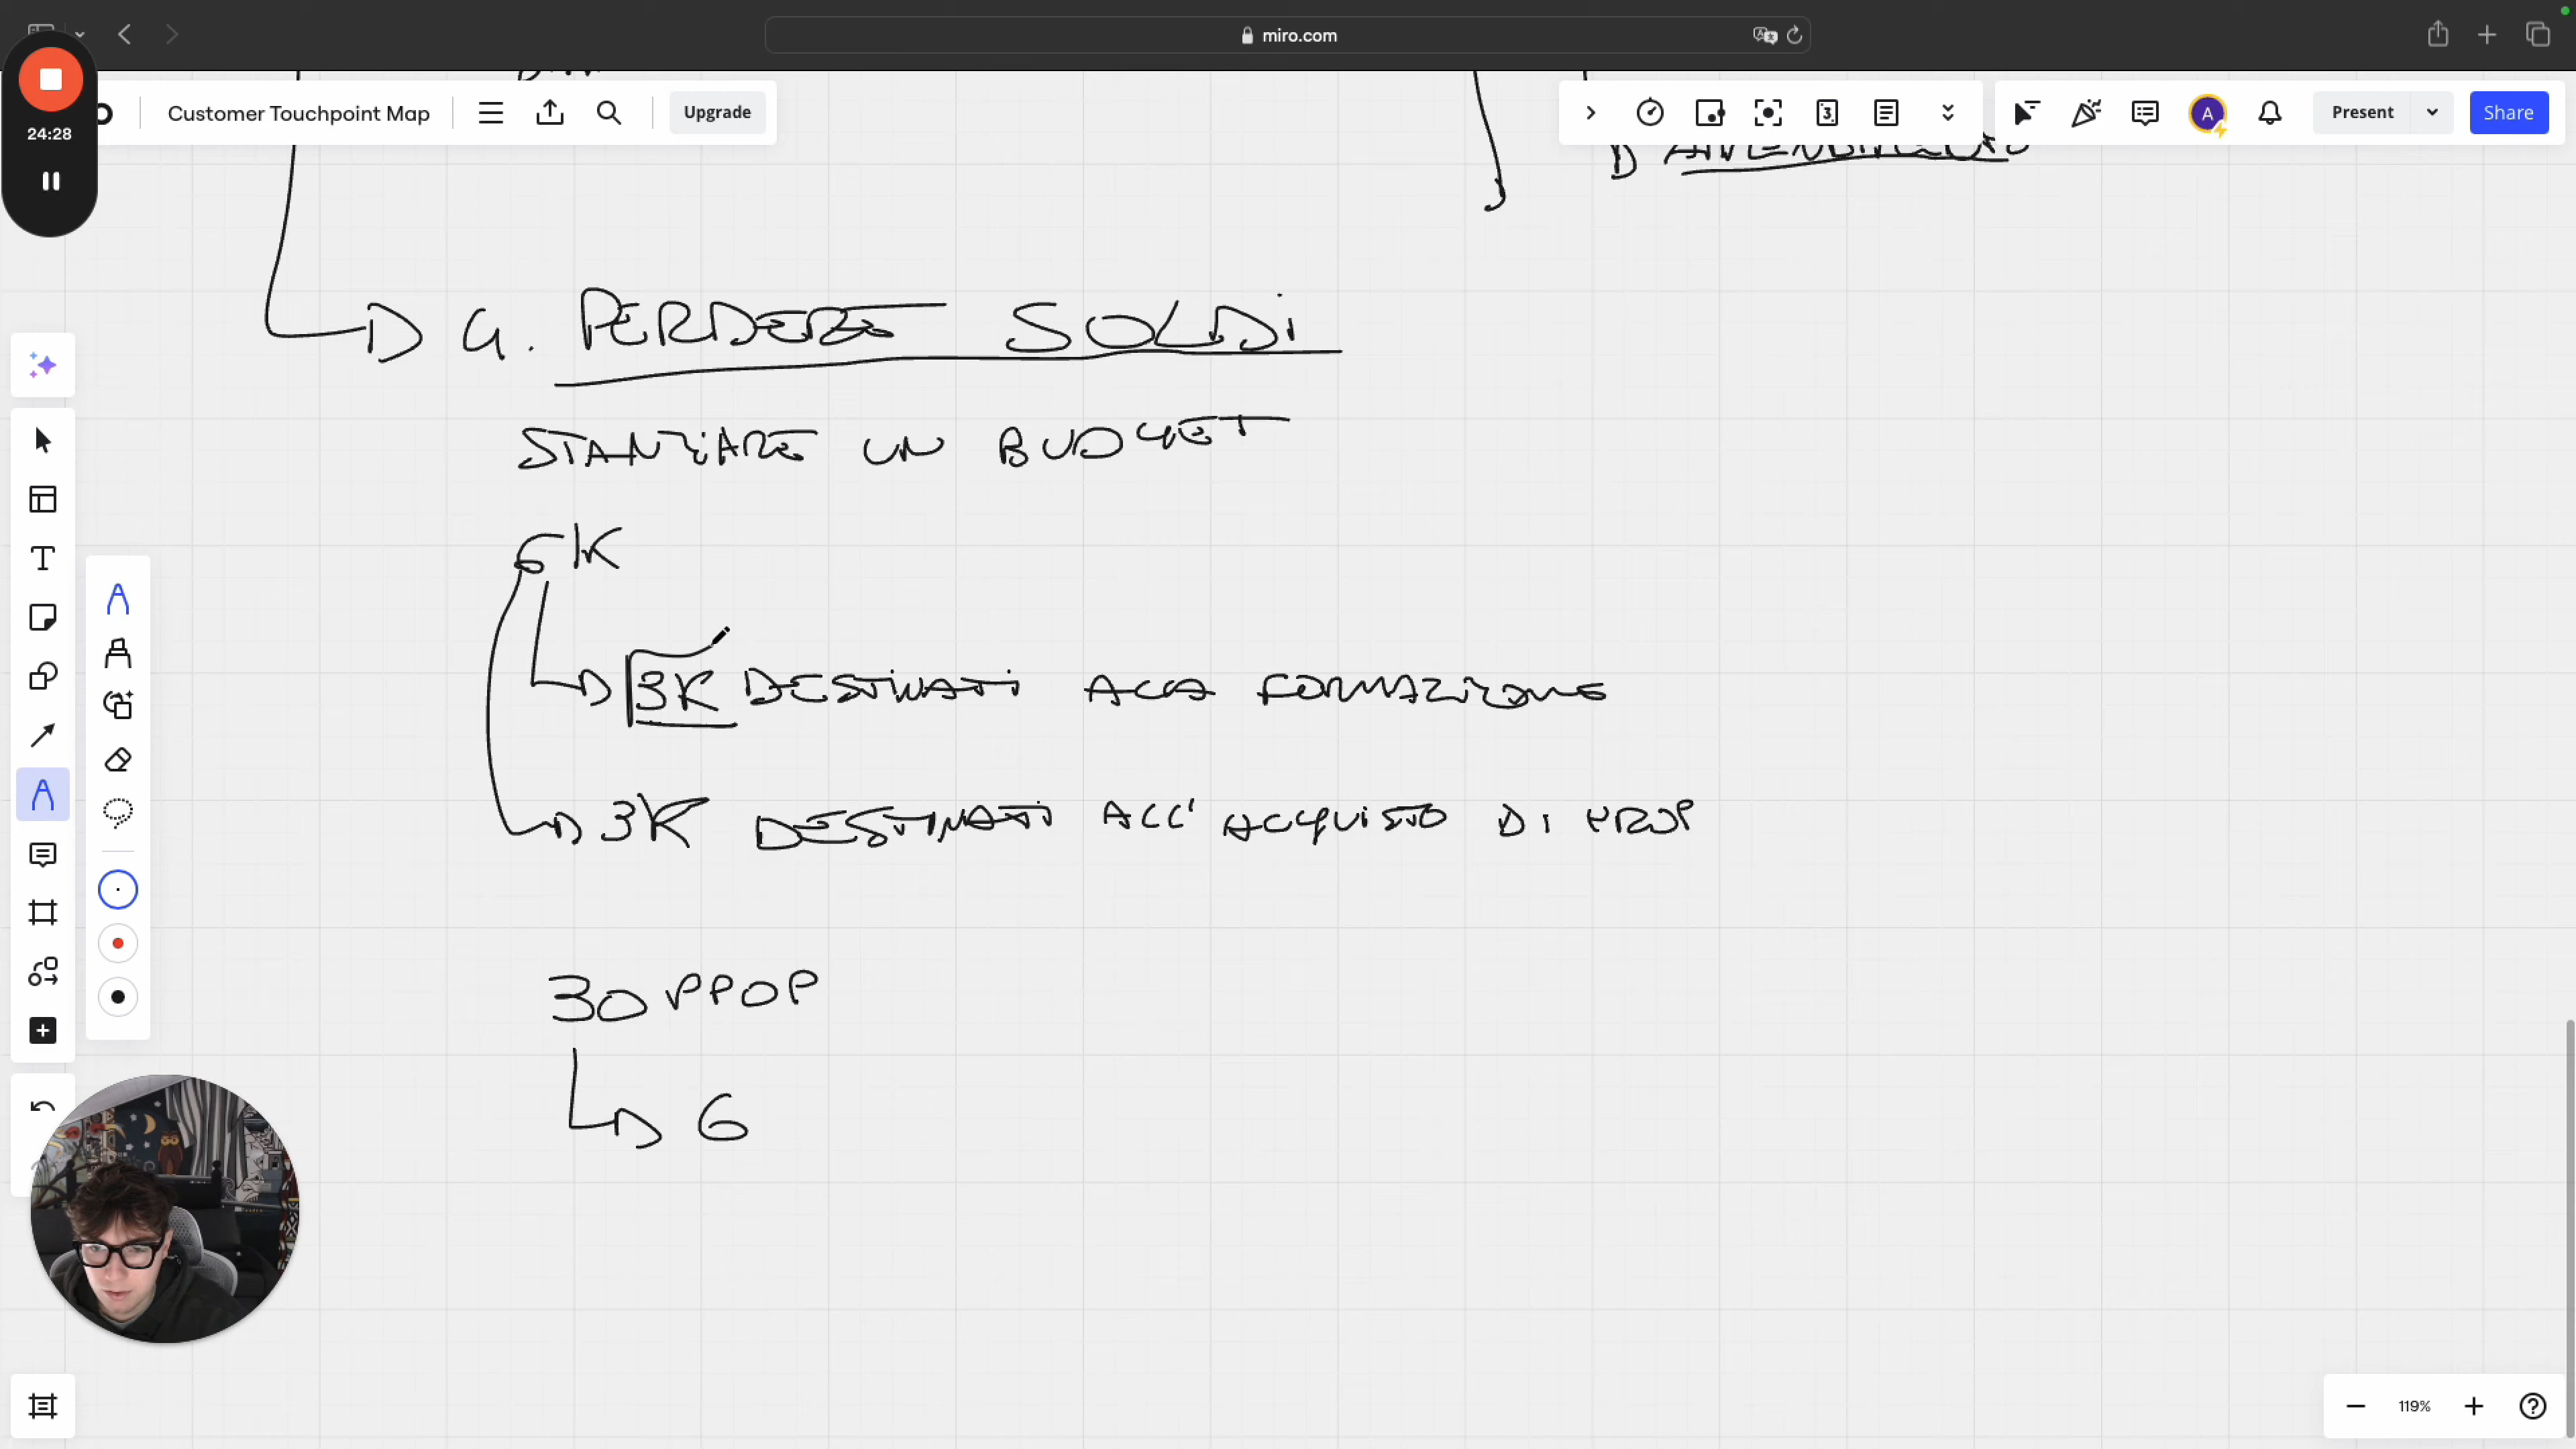 miro.com
24:28
Customer Touchpoint Map
Upgrade
3
A
Present
Share
4. PERDERE SOLDI
STANZIARE UN BUDGET
6K
3K DESTINATI ALLA FORMAZIONE
3K DESTINATI ALL' ACQUISTO DI PROP
30 PROP
6
119%